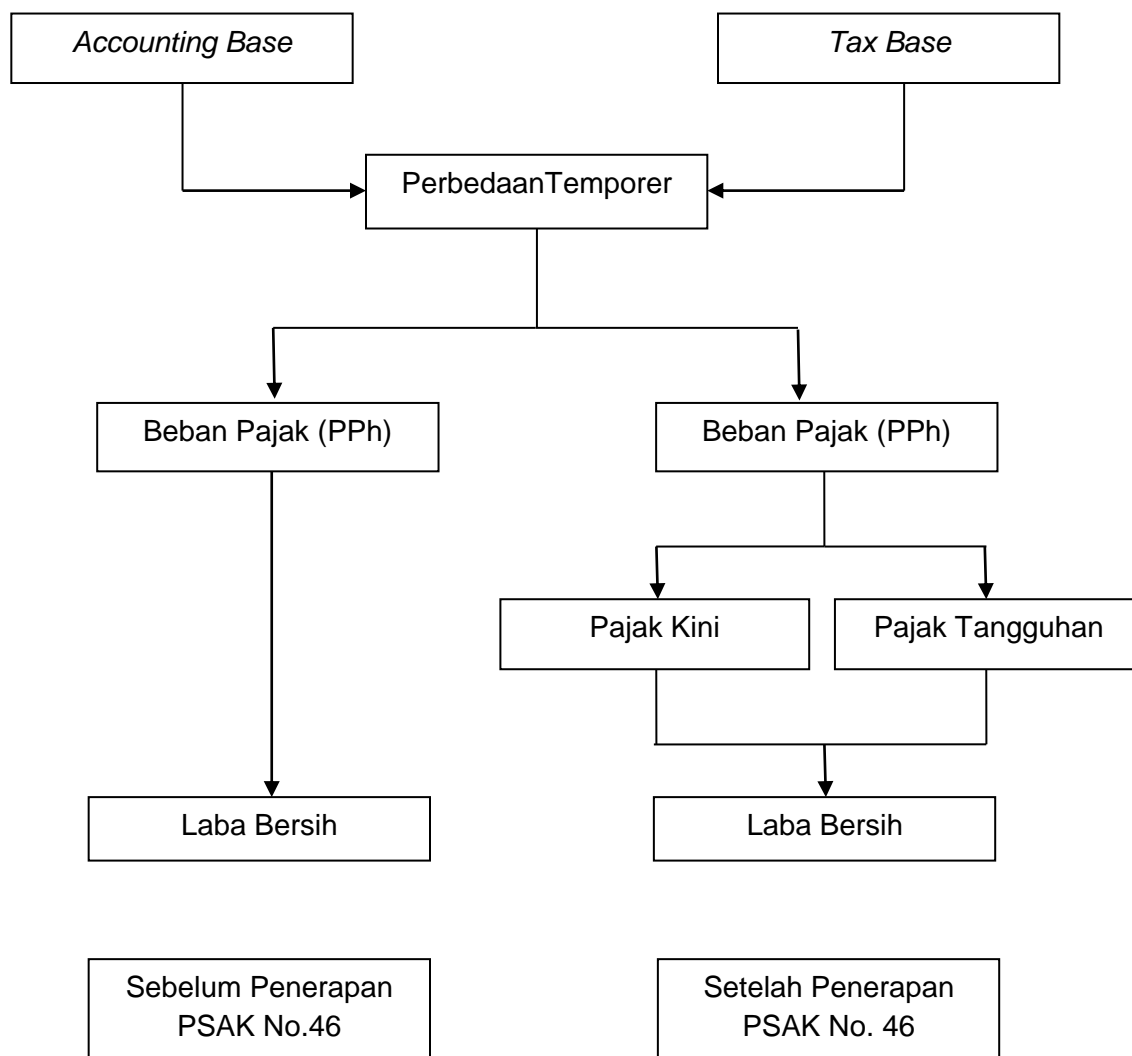 Accounting Base
Tax Base
PerbedaanTemporer
Beban Pajak (PPh)
Beban Pajak (PPh)
Pajak Kini
Pajak Tangguhan
Laba Bersih
Laba Bersih
Sebelum Penerapan
PSAK No.46
Setelah Penerapan
PSAK No. 46